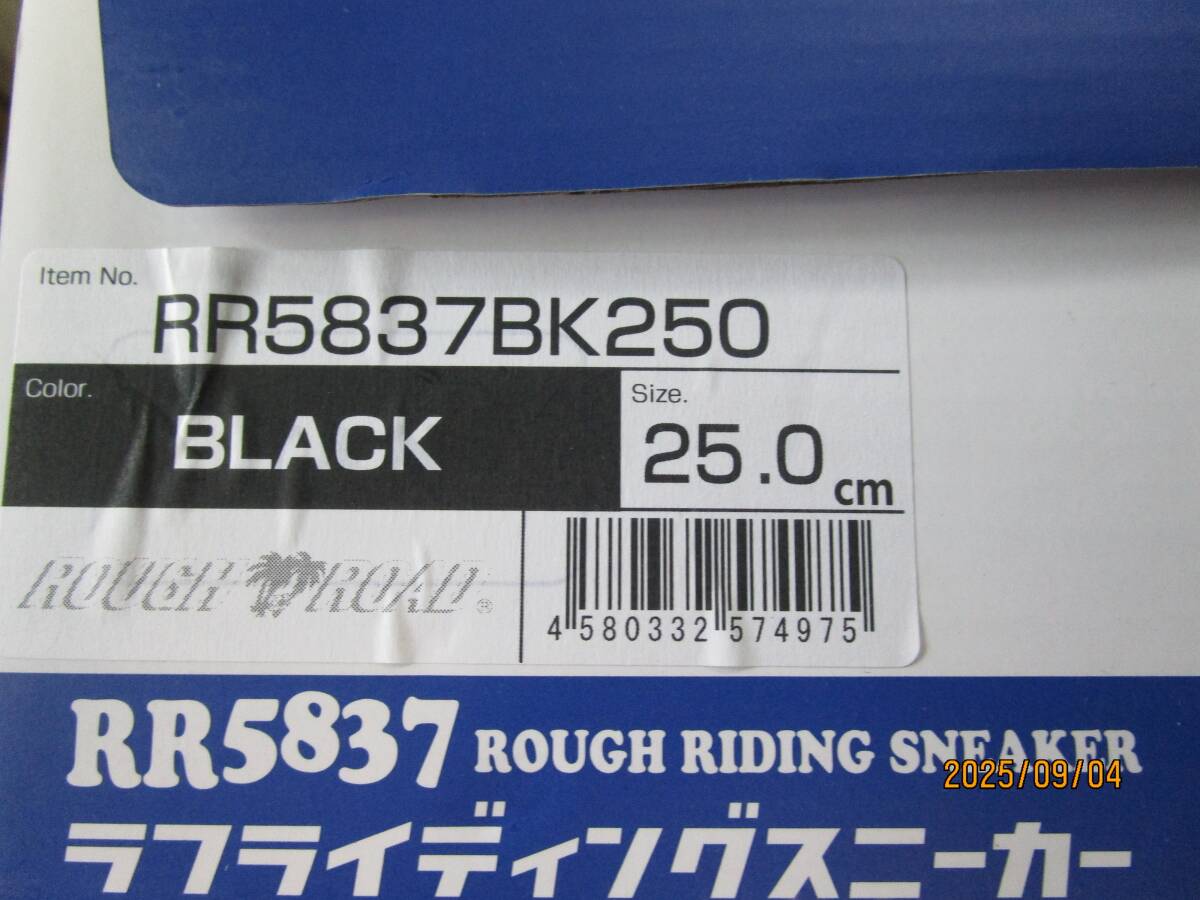 Item No.
RR5837BK250
Color.
BLACK
Size.
25.0 cm
ROUGH ROAD®
4 580332 574975
RR5837 ROUGH RIDING SNEAKER
2025/09/04
ラフライディングスニーカー